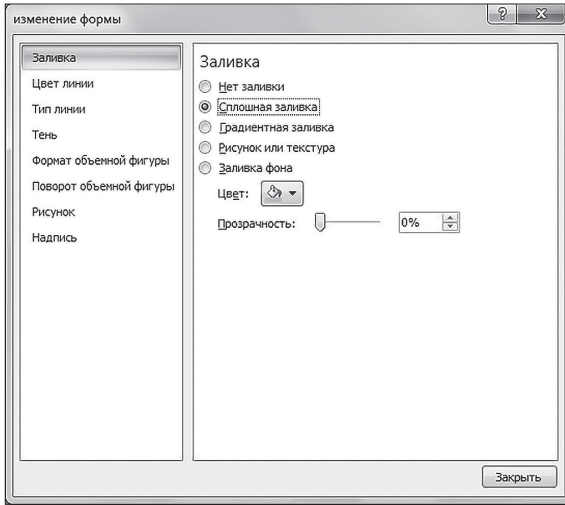 изменение формы
Заливка
Цвет линии
Тип линии
Тень
Формат объемной фигуры
Поворот объемной фигуры
Рисунок
Надпись
Заливка
Нет заливки
Сплошная заливка
Градиентная заливка
Рисунок или текстура
Заливка фона
Цвет:
Прозрачность: 0%
Закрыть